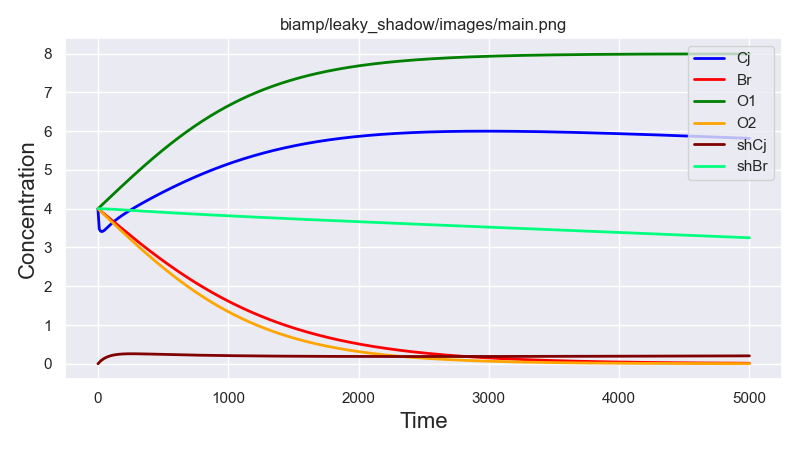 biamp/leaky_shadow/images/main.png
Concentration
8
7
6
5
4
3
2
1
0
Cj
Br
O1
O2
shCj
shBr
0 1000 2000 3000 4000 5000
Time